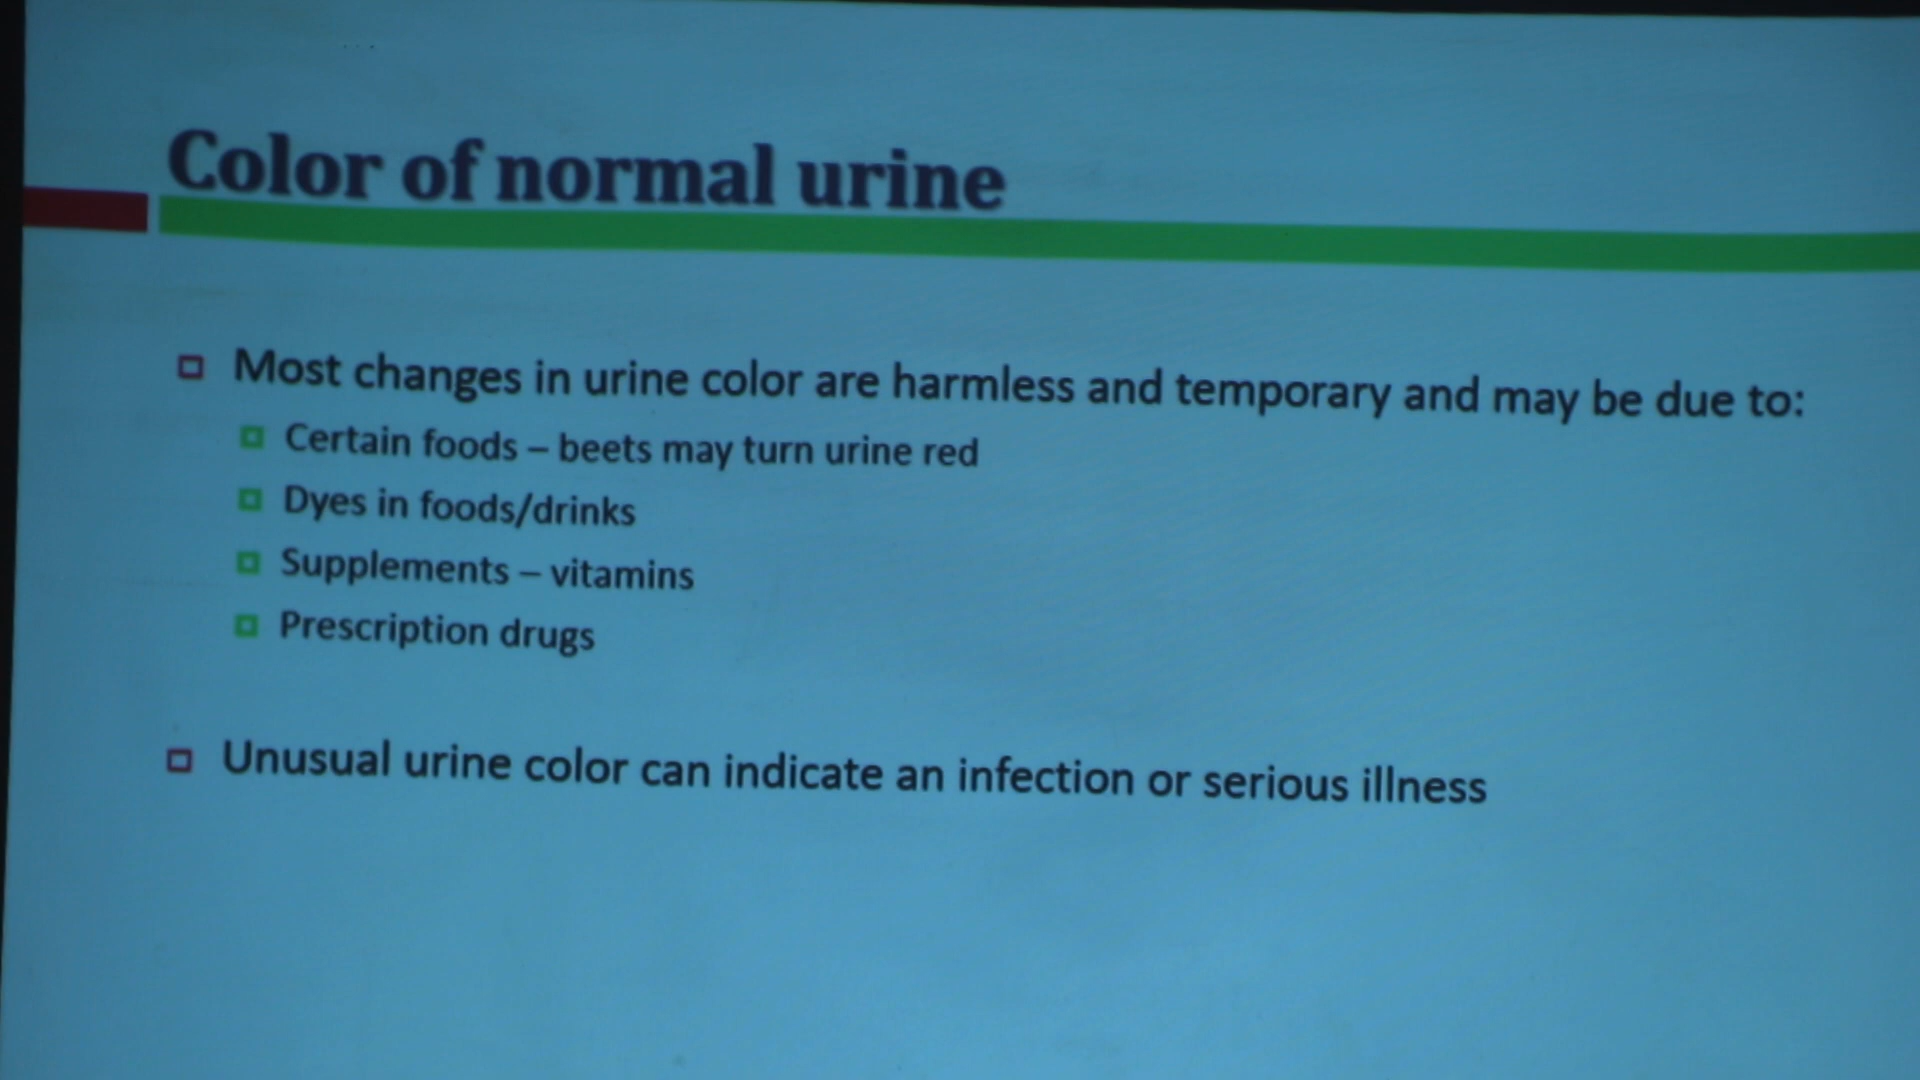 Color of normal urine
Most changes in urine color are harmless and temporary and may be due to:
Certain foods – beets may turn urine red
Dyes in foods/drinks
Supplements – vitamins
Prescription drugs
Unusual urine color can indicate an infection or serious illness